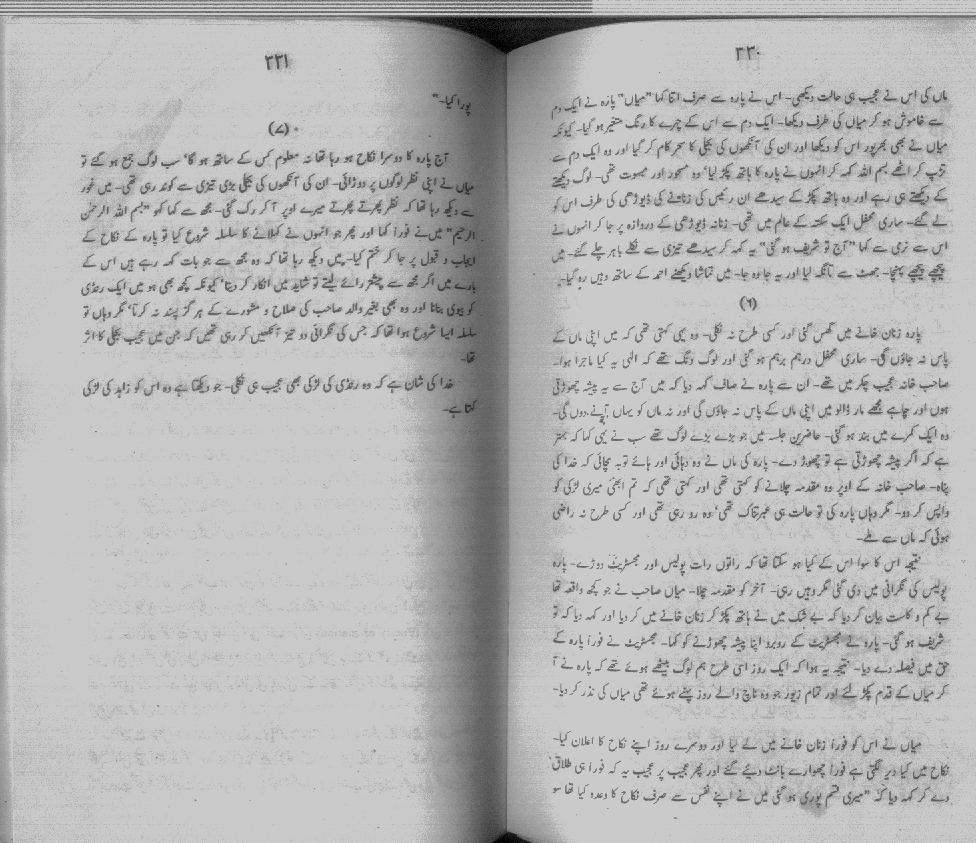 ۳۳۰
ماں کی اس نے عجیب ہی حالت دیکھی۔ اس نے پارہ سے صرف اتنا کہا "میاں" پارہ نے ایک دم
سے خاموش ہو کر میاں کی طرف دیکھا۔ ایک دم سے اس کے چہرے کا رنگ متغیر ہو گیا۔ کیونکہ
میاں نے بھی بھرپور اس کو دیکھا اور ان کی آنکھوں کی بجلی کا سحر کام کر گیا اور وہ ایک دم سے
تڑپ کر اٹھے بسم اللہ کہہ کر انہوں نے پارہ کا ہاتھ پکڑ لیا' وہ مسحور اور مبہوت تھی۔ لوگ دیکھتے
کے دیکھتے ہی رہے اور وہ ہاتھ پکڑ کے سیدھے ان رئیس کی زنانے کی ڈیوڑھی کی طرف اس کو
لے گئے۔ ساری محفل ایک سکتہ کے عالم میں تھی۔ زنانہ ڈیوڑھی کے دروازہ پر جا کر انہوں نے
اس سے نرمی سے کہا "آج تو شریف ہو گئی" یہ کہہ کر سیدھے تیزی سے نکلے باہر چلے گئے۔ میں
پیچھے پیچھے پہنچا۔ جھٹ سے تانگہ لیا اور یہ جا وہ جا۔ میں تماشا دیکھنے احمد کے ساتھ وہیں رہ گیا۔
(۶)
پارہ زنان خانے میں گھس گئی اور کسی طرح نہ نکلی۔ وہ یہی کہتی تھی کہ میں اپنی ماں کے
پاس نہ جاؤں گی۔ ساری محفل درہم برہم ہو گئی اور لوگ دنگ تھے کہ الٰہی یہ کیا ماجرا ہوا۔
صاحب خانہ عجیب چکر میں تھے۔ ان سے پارہ نے صاف کہہ دیا کہ میں آج سے یہ پیشہ چھوڑتی
ہوں اور چاہے مجھے مار ڈالو میں اپنی ماں کے پاس نہ جاؤں گی اور نہ ماں کو یہاں آنے دوں گی۔
وہ ایک کمرے میں بند ہو گئی۔ حاضرین جلسہ میں جو بڑے بڑے لوگ تھے سب نے یہی کہا کہ بہتر
ہے کہ اگر پیشہ چھوڑتی ہے تو چھوڑ دے۔ پارہ کی ماں نے وہ دہائی اور ہائے توبہ مچائی کہ خدا کی
پناہ۔ صاحب خانہ کے اوپر وہ مقدمہ چلانے کو کہتی تھی اور کہتی تھی کہ تم ابھی میری لڑکی کو
واپس کر دو۔ مگر وہاں پارہ کی تو حالت ہی عبرتناک تھی' وہ رو رہی تھی اور کسی طرح نہ راضی
ہوئی کہ ماں سے ملے۔
نتیجہ اس کا سوا اس کے کیا ہو سکتا تھا کہ راتوں رات پولیس اور مجسٹریٹ دوڑے۔ پارہ
پولیس کی نگرانی میں دی گئی مگر وہیں رہی۔ آخر کو مقدمہ چلا۔ میاں صاحب نے جو کچھ واقعہ تھا
بے کم و کاست بیان کر دیا کہ بے شک میں نے ہاتھ پکڑ کر زنان خانے میں کر دیا اور کہہ دیا کہ تو
شریف ہو گئی۔ پارہ نے مجسٹریٹ کے روبرو اپنا پیشہ چھوڑنے کو کہا۔ مجسٹریٹ نے فوراً پارہ کے
حق میں فیصلہ دے دیا۔ نتیجہ یہ ہوا کہ ایک روز اسی طرح ہم لوگ بیٹھے ہوئے تھے کہ پارہ نے آ
کر میاں کے قدم پکڑ لئے اور تمام زیور جو وہ ناچ والے روز پہنے ہوئے تھی میاں کی نذر کر دیا۔
میاں نے اس کو فوراً زنان خانے میں لے لیا اور دوسرے روز اپنے نکاح کا اعلان کیا۔
نکاح میں کیا دیر لگتی ہے فوراً چھوارے بانٹ دیئے گئے اور پھر عجیب پر عجیب یہ کہ فوراً ہی طلاق
دے کر کہہ دیا کہ "میری قسم پوری ہو گئی میں نے اپنے نفس سے صرف نکاح کا وعدہ کیا تھا سو
۳۳۱
پورا کیا۔"
(۷)
آج پارہ کا دوسرا نکاح ہو رہا تھا نہ معلوم کس کے ساتھ ہو گا' سب لوگ جمع ہو گئے تو
میاں نے اپنی نظر لوگوں پر دوڑائی۔ ان کی آنکھوں کی بجلی بڑی تیزی سے کوند رہی تھی۔ میں غور
سے دیکھ رہا تھا کہ نظر پھرتے پھرتے میرے اوپر آ کر رک گئی۔ مجھ سے کہا کہو "بسم اللہ الرحمٰن
الرحیم" میں نے فوراً کہا اور پھر جو انہوں نے کہلانے کا سلسلہ شروع کیا تو پارہ کے نکاح کے
ایجاب و قبول پر جا کر ختم کیا۔ میں دیکھ رہا تھا کہ وہ مجھ سے جو بات کہہ رہے ہیں اس کے
بارے میں اگر مجھ سے پیشتر رائے لیتے تو شاید میں انکار کر دیتا' کیونکہ کچھ بھی ہو میں ایک رنڈی
کو بیوی بنانا اور وہ بھی بغیر والد صاحب کی صلاح و مشورے کے ہرگز پسند نہ کرتا' مگر وہاں تو
سلسلہ ایسا شروع ہوا تھا کہ جس کی نگرانی دو تیز آنکھیں کر رہی تھیں کہ جن میں عجیب بجلی کا اثر
تھا۔
خدا کی شان ہے کہ وہ رنڈی کی لڑکی بھی عجیب ہی نکلی۔ جو دیکھتا ہے وہ اس کو زاہد کی لڑکی
کہتا ہے۔